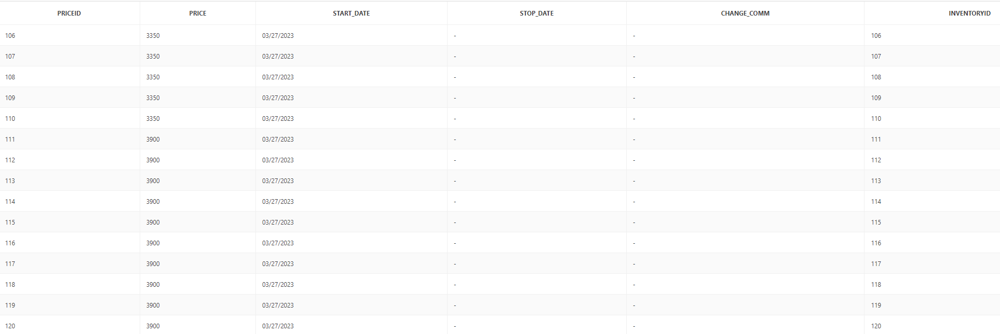 PRICEID PRICE START_DATE STOP_DATE CHANGE_COMM INVENTORYID
106 3350 03/27/2023 - - 106
107 3350 03/27/2023 - - 107
108 3350 03/27/2023 - - 108
109 3350 03/27/2023 - - 109
110 3350 03/27/2023 - - 110
111 3900 03/27/2023 - - 111
112 3900 03/27/2023 - - 112
113 3900 03/27/2023 - - 113
114 3900 03/27/2023 - - 114
115 3900 03/27/2023 - - 115
116 3900 03/27/2023 - - 116
117 3900 03/27/2023 - - 117
118 3900 03/27/2023 - - 118
119 3900 03/27/2023 - - 119
120 3900 03/27/2023 - - 120